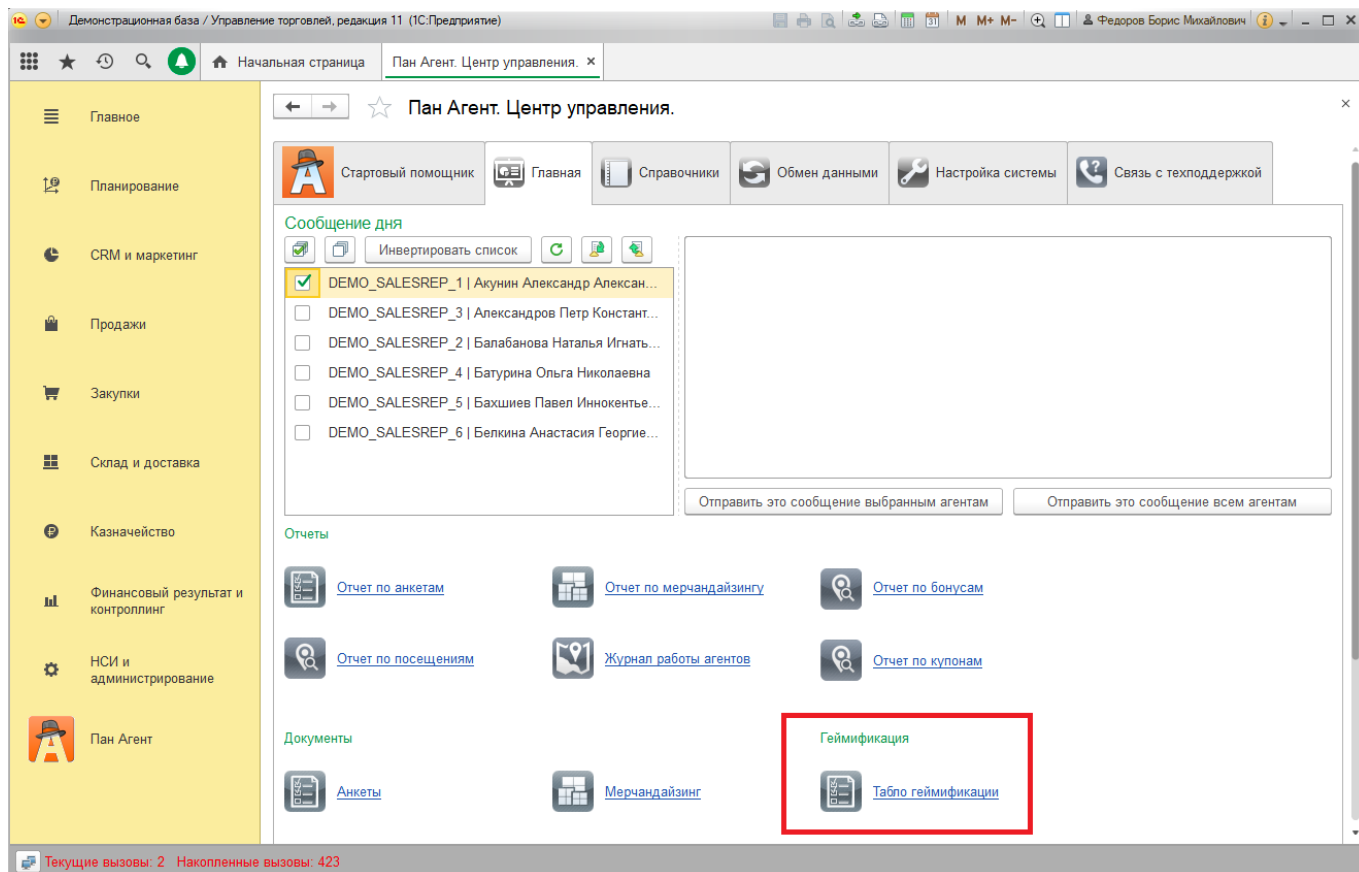 Демонстрационная база / Управление торговлей, редакция 11 (1С:Предприятие)
M M+ M-
Федоров Борис Михайлович
Начальная страница
Пан Агент. Центр управления.
Главное
Планирование
CRM и маркетинг
Продажи
Закупки
Склад и доставка
Казначейство
Финансовый результат и
контроллинг
НСИ и
администрирование
Пан Агент
Пан Агент. Центр управления.
Стартовый помощник
Главная
Справочники
Обмен данными
Настройка системы
Связь с техподдержкой
Сообщение дня
Инвертировать список
DEMO_SALESREP_1 | Акунин Александр Алексан...
DEMO_SALESREP_3 | Александров Петр Констант...
DEMO_SALESREP_2 | Балабанова Наталья Игнать...
DEMO_SALESREP_4 | Батурина Ольга Николаевна
DEMO_SALESREP_5 | Бахшиев Павел Иннокентье...
DEMO_SALESREP_6 | Белкина Анастасия Георгие...
Отправить это сообщение выбранным агентам
Отправить это сообщение всем агентам
Отчеты
Отчет по анкетам
Отчет по мерчандайзингу
Отчет по бонусам
Отчет по посещениям
Журнал работы агентов
Отчет по купонам
Документы
Геймификация
Анкеты
Мерчандайзинг
Табло геймификации
Текущие вызовы: 2 Накопленные вызовы: 423